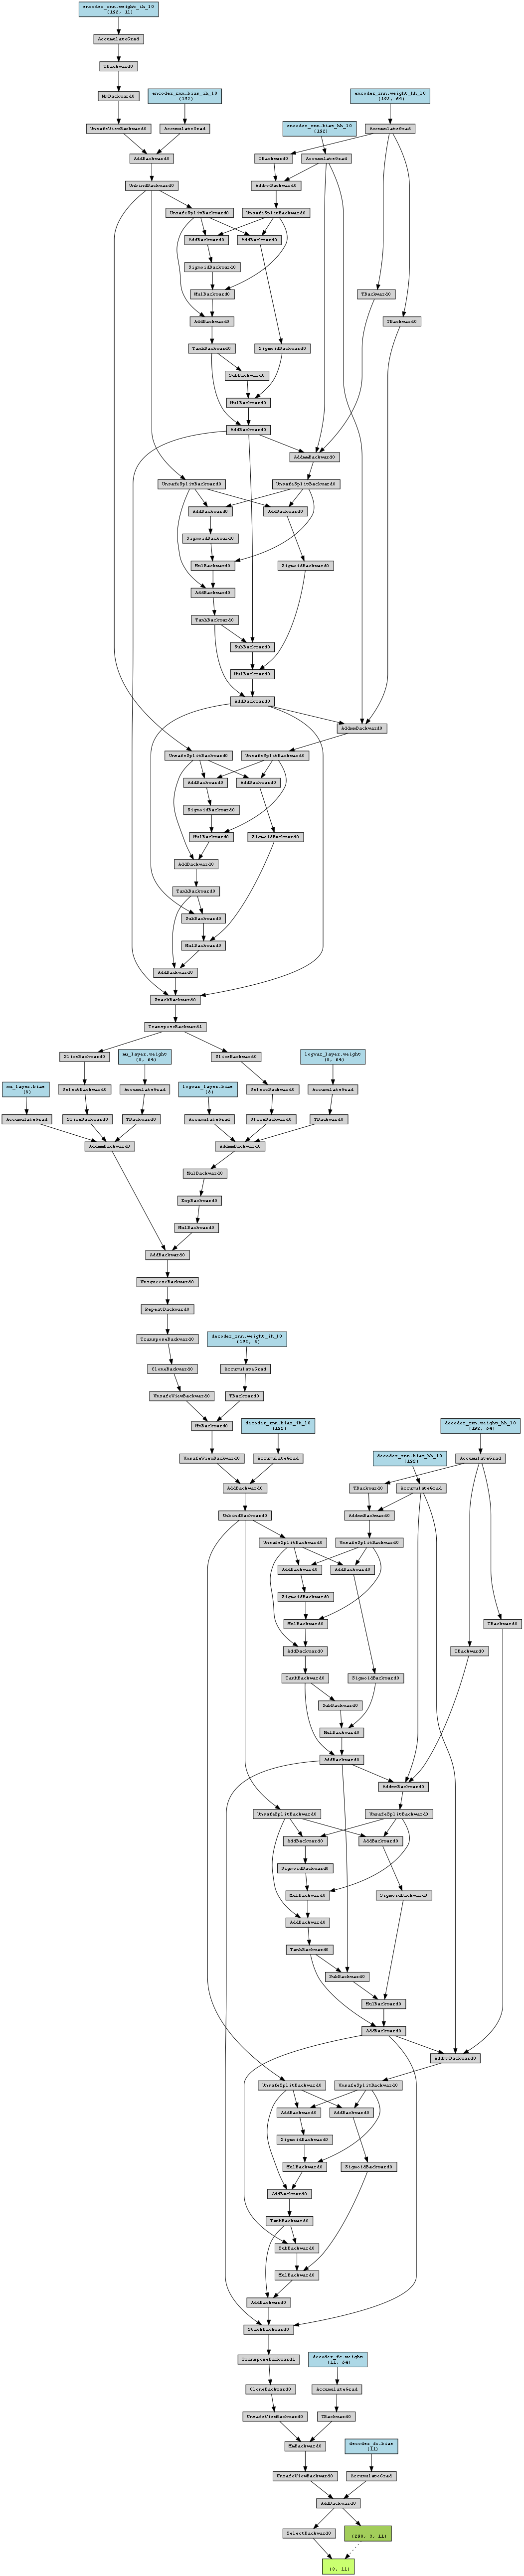 encoder_rnn.weight_ih_l0
(192, 11)
AccumulateGrad
TBackward0
MmBackward0
encoder_rnn.bias_ih_l0
(192)
encoder_rnn.weight_hh_l0
(192, 64)
UnsafeViewBackward0
AccumulateGrad
encoder_rnn.bias_hh_l0
(192)
AccumulateGrad
AddBackward0
TBackward0
AccumulateGrad
UnbindBackward0
AddmmBackward0
UnsafeSplitBackward0
UnsafeSplitBackward0
AddBackward0
AddBackward0
SigmoidBackward0
MulBackward0
TBackward0
AddBackward0
TBackward0
TanhBackward0
SigmoidBackward0
SubBackward0
MulBackward0
AddBackward0
AddmmBackward0
UnsafeSplitBackward0
UnsafeSplitBackward0
AddBackward0
AddBackward0
SigmoidBackward0
MulBackward0
SigmoidBackward0
AddBackward0
TanhBackward0
SubBackward0
MulBackward0
AddBackward0
AddmmBackward0
UnsafeSplitBackward0
UnsafeSplitBackward0
AddBackward0
AddBackward0
SigmoidBackward0
MulBackward0
SigmoidBackward0
AddBackward0
TanhBackward0
SubBackward0
MulBackward0
AddBackward0
StackBackward0
TransposeBackward1
SliceBackward0
mu_layer.weight
(8, 64)
SliceBackward0
logvar_layer.weight
(8, 64)
mu_layer.bias
(8)
SelectBackward0
AccumulateGrad
logvar_layer.bias
(8)
SelectBackward0
AccumulateGrad
AccumulateGrad
SliceBackward0
TBackward0
AccumulateGrad
SliceBackward0
TBackward0
AddmmBackward0
AddmmBackward0
MulBackward0
ExpBackward0
MulBackward0
AddBackward0
UnsqueezeBackward0
RepeatBackward0
TransposeBackward0
decoder_rnn.weight_ih_l0
(192, 8)
CloneBackward0
AccumulateGrad
UnsafeViewBackward0
TBackward0
MmBackward0
decoder_rnn.bias_ih_l0
(192)
decoder_rnn.weight_hh_l0
(192, 64)
UnsafeViewBackward0
AccumulateGrad
decoder_rnn.bias_hh_l0
(192)
AccumulateGrad
AddBackward0
TBackward0
AccumulateGrad
UnbindBackward0
AddmmBackward0
UnsafeSplitBackward0
UnsafeSplitBackward0
AddBackward0
AddBackward0
SigmoidBackward0
MulBackward0
TBackward0
AddBackward0
TBackward0
TanhBackward0
SigmoidBackward0
SubBackward0
MulBackward0
AddBackward0
AddmmBackward0
UnsafeSplitBackward0
UnsafeSplitBackward0
AddBackward0
AddBackward0
SigmoidBackward0
MulBackward0
SigmoidBackward0
AddBackward0
TanhBackward0
SubBackward0
MulBackward0
AddBackward0
AddmmBackward0
UnsafeSplitBackward0
UnsafeSplitBackward0
AddBackward0
AddBackward0
SigmoidBackward0
MulBackward0
SigmoidBackward0
AddBackward0
TanhBackward0
SubBackward0
MulBackward0
AddBackward0
StackBackward0
TransposeBackward1
decoder_fc.weight
(11, 64)
CloneBackward0
AccumulateGrad
UnsafeViewBackward0
TBackward0
MmBackward0
decoder_fc.bias
(11)
UnsafeViewBackward0
AccumulateGrad
AddBackward0
SelectBackward0
(3, 11)